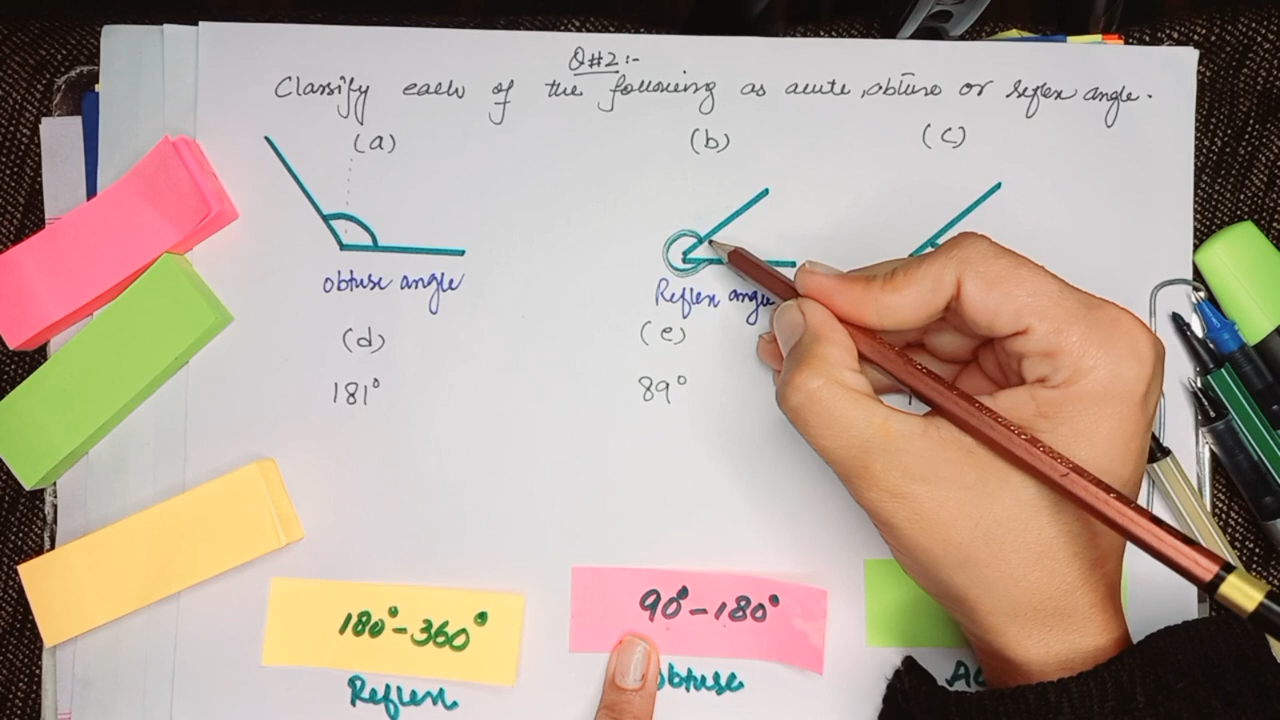 Q#2:-
Classify each of the following as acute, obtuse or reflex angle.
(a) (b) (c)
obtuse angle Reflex angle
(d) (e)
181° 89°
180°-360° 90°-180°
Reflex obtuse